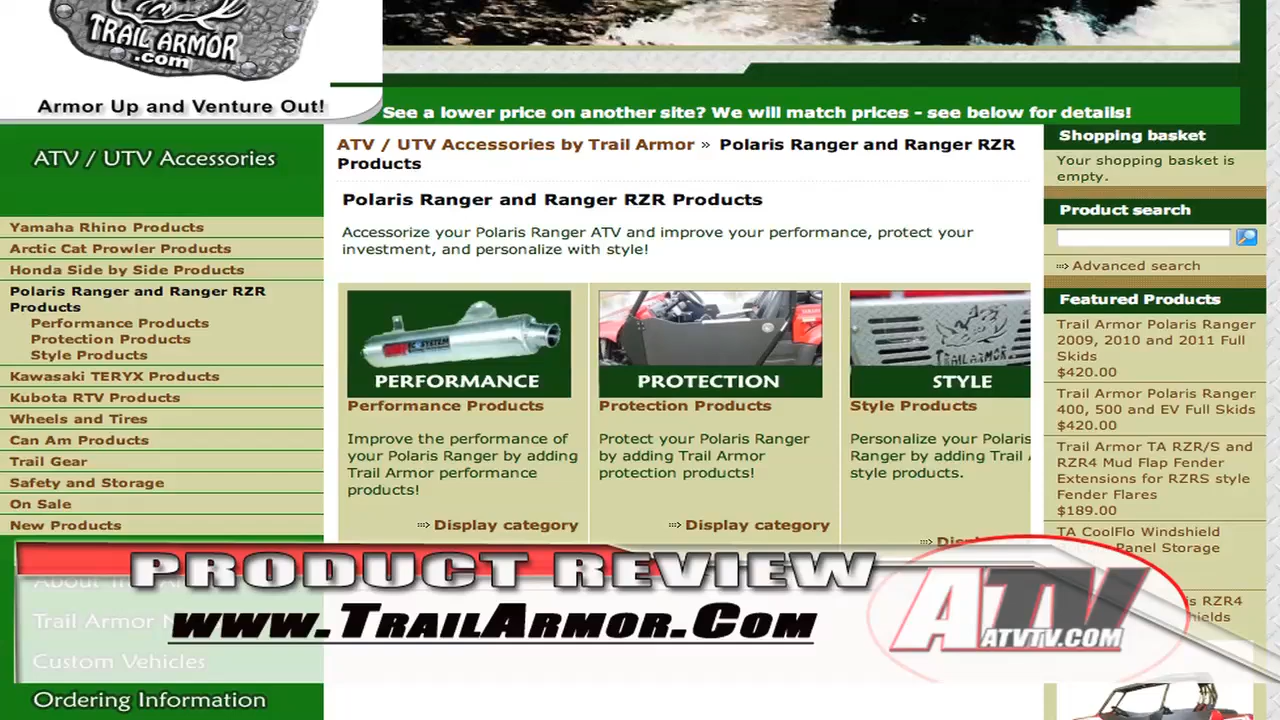 TRAIL ARMOR
.com
Armor Up and Venture Out!
See a lower price on another site? We will match prices - see below for details!
ATV / UTV Accessories
Yamaha Rhino Products
Arctic Cat Prowler Products
Honda Side by Side Products
Polaris Ranger and Ranger RZR
Products
Performance Products
Protection Products
Style Products
Kawasaki TERYX Products
Kubota RTV Products
Wheels and Tires
Can Am Products
Trail Gear
Safety and Storage
On Sale
New Products
Trail Armor
Custom Vehicles
Ordering Information
ATV / UTV Accessories by Trail Armor » Polaris Ranger and Ranger RZR
Products
Polaris Ranger and Ranger RZR Products
Accessorize your Polaris Ranger ATV and improve your performance, protect your
investment, and personalize with style!
PERFORMANCE
Performance Products
Improve the performance of
your Polaris Ranger by adding
Trail Armor performance
products!
Display category
PROTECTION
Protection Products
Protect your Polaris Ranger
by adding Trail Armor
protection products!
Display category
TRAIL ARMOR
STYLE
Style Products
Personalize your Polaris
Ranger by adding Trail
style products.
Shopping basket
Your shopping basket is
empty.
Product search
Advanced search
Featured Products
Trail Armor Polaris Ranger
2009, 2010 and 2011 Full
Skids
$420.00
Trail Armor Polaris Ranger
400, 500 and EV Full Skids
$420.00
Trail Armor TA RZR/S and
RZR4 Mud Flap Fender
Extensions for RZRS style
Fender Flares
$189.00
TA CoolFlo Windshield
Panel Storage
RZR4
PRODUCT REVIEW
www.TrailArmor.Com
ATV
ATVTV.COM